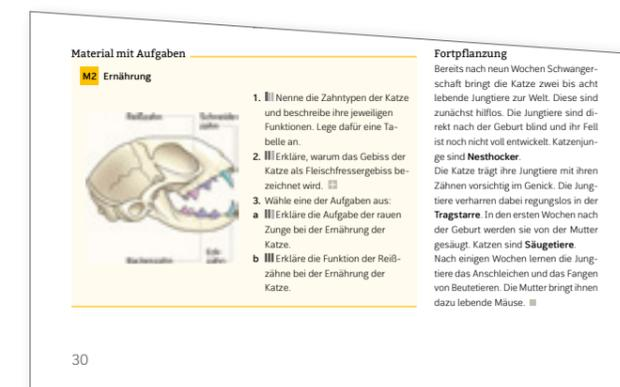 Material mit Aufgaben
M2 Ernährung
Reißzahn
Schneide-
zahn
Backenzahn
Eck-
zahn
1. Nenne die Zahntypen der Katze
und beschreibe ihre jeweiligen
Funktionen. Lege dafür eine Ta-
belle an.
2. Erkläre, warum das Gebiss der
Katze als Fleischfressergebiss be-
zeichnet wird.
3. Wähle eine der Aufgaben aus:
a Erkläre die Aufgabe der rauen
Zunge bei der Ernährung der
Katze.
b Erkläre die Funktion der Reiß-
zähne bei der Ernährung der
Katze.
Fortpflanzung
Bereits nach neun Wochen Schwanger-
schaft bringt die Katze zwei bis acht
lebende Jungtiere zur Welt. Diese sind
zunächst hilflos. Die Jungtiere sind di-
rekt nach der Geburt blind und ihr Fell
ist noch nicht voll entwickelt. Katzenjun-
ge sind Nesthocker.
Die Katze trägt ihre Jungtiere mit ihren
Zähnen vorsichtig im Genick. Die Jung-
tiere verharren dabei regungslos in der
Tragstarre. In den ersten Wochen nach
der Geburt werden sie von der Mutter
gesäugt. Katzen sind Säugetiere.
Nach einigen Wochen lernen die Jung-
tiere das Anschleichen und das Fangen
von Beutetieren. Die Mutter bringt ihnen
dazu lebende Mäuse.
30